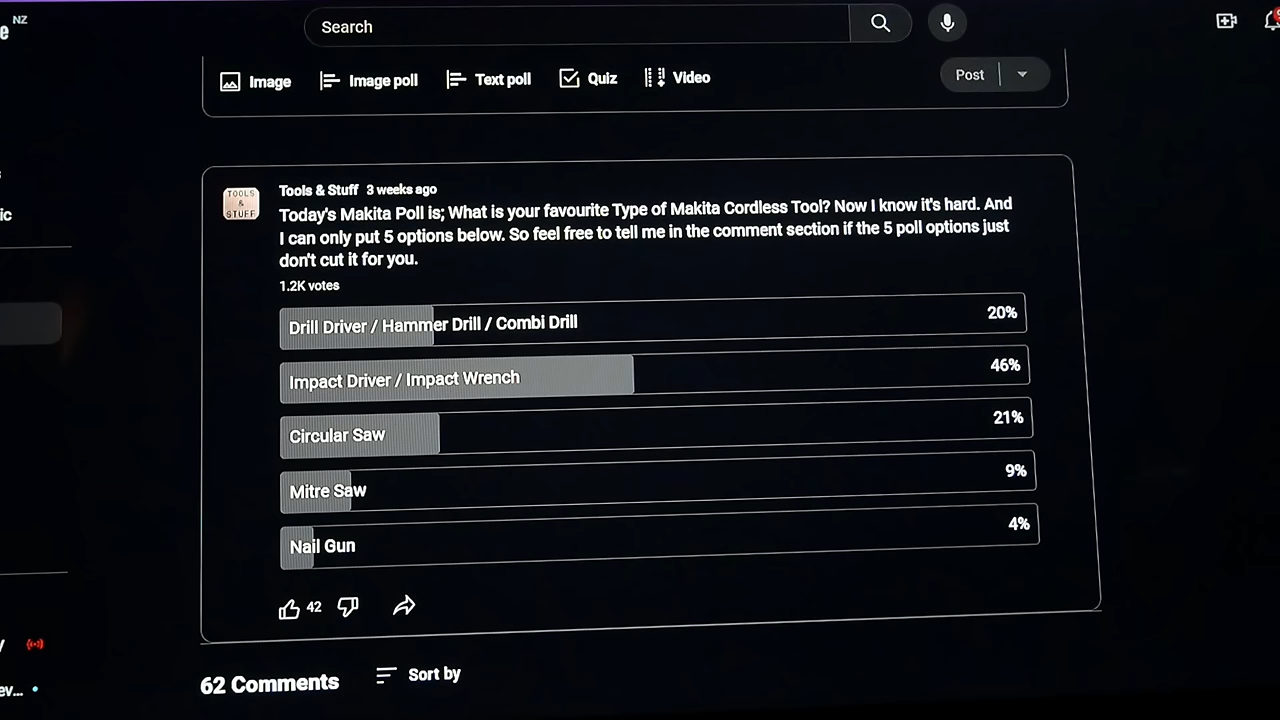 NZ
e
Search
Image
Image poll
Text poll
Quiz
Video
Post
ic
TOOLS
&
STUFF
Tools & Stuff 3 weeks ago
Today's Makita Poll is; What is your favourite Type of Makita Cordless Tool? Now I know it's hard. And
I can only put 5 options below. So feel free to tell me in the comment section if the 5 poll options just
don't cut it for you.
1.2K votes
Drill Driver / Hammer Drill / Combi Drill 20%
Impact Driver / Impact Wrench 46%
Circular Saw 21%
Mitre Saw 9%
Nail Gun 4%
42
ev...
62 Comments
Sort by